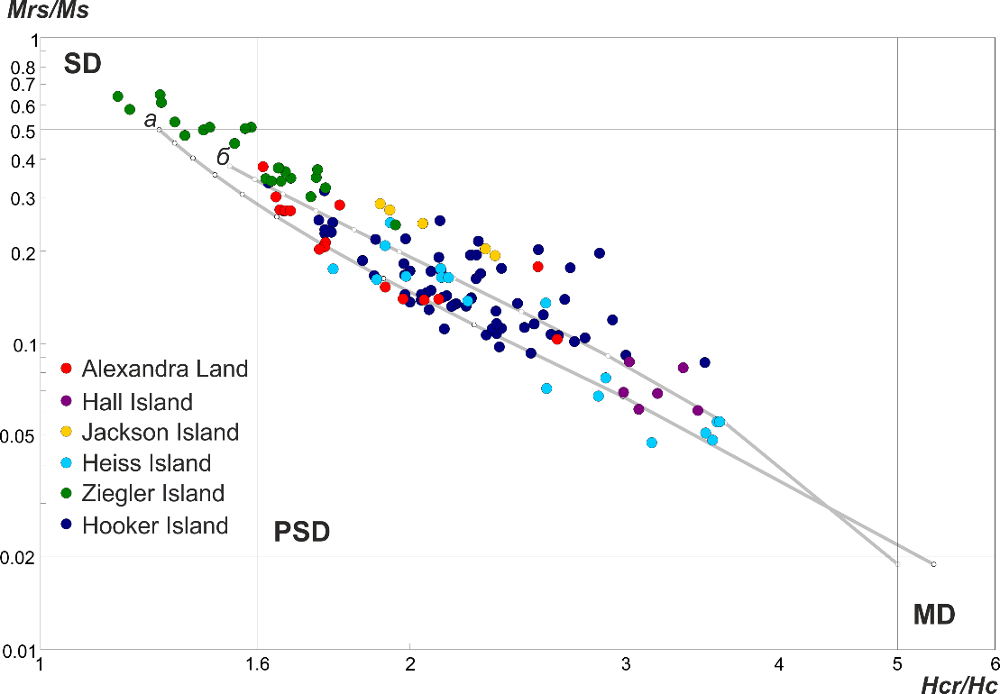 Mrs/Ms
1
SD
0.8
0.7
0.6
a
0.5
б
0.4
0.3
0.2
0.1
Alexandra Land
Hall Island
Jackson Island
0.05
Heiss Island
Ziegler Island
Hooker Island
PSD
0.02
MD
0.01
1 1.6 2 3 4 5 6
Hcr/Hc